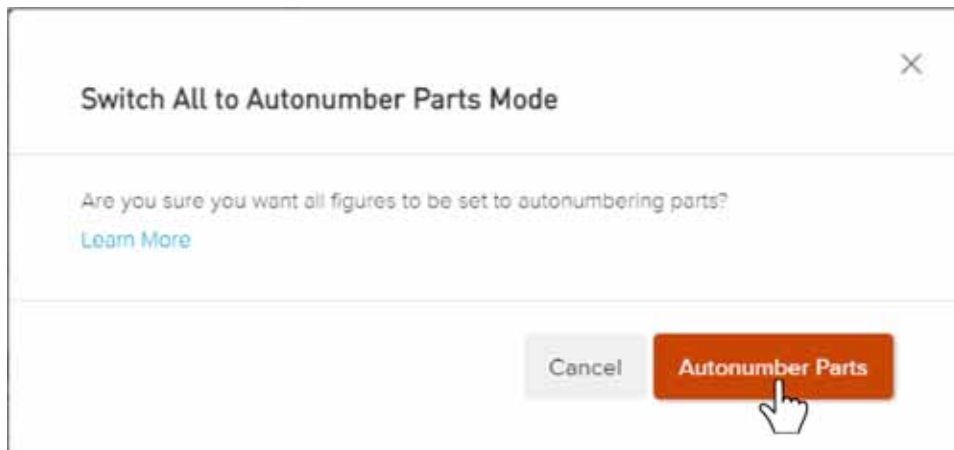 Switch All to Autonumber Parts Mode
Are you sure you want all figures to be set to autonumbering parts?
Learn More
Cancel
Autonumber Parts